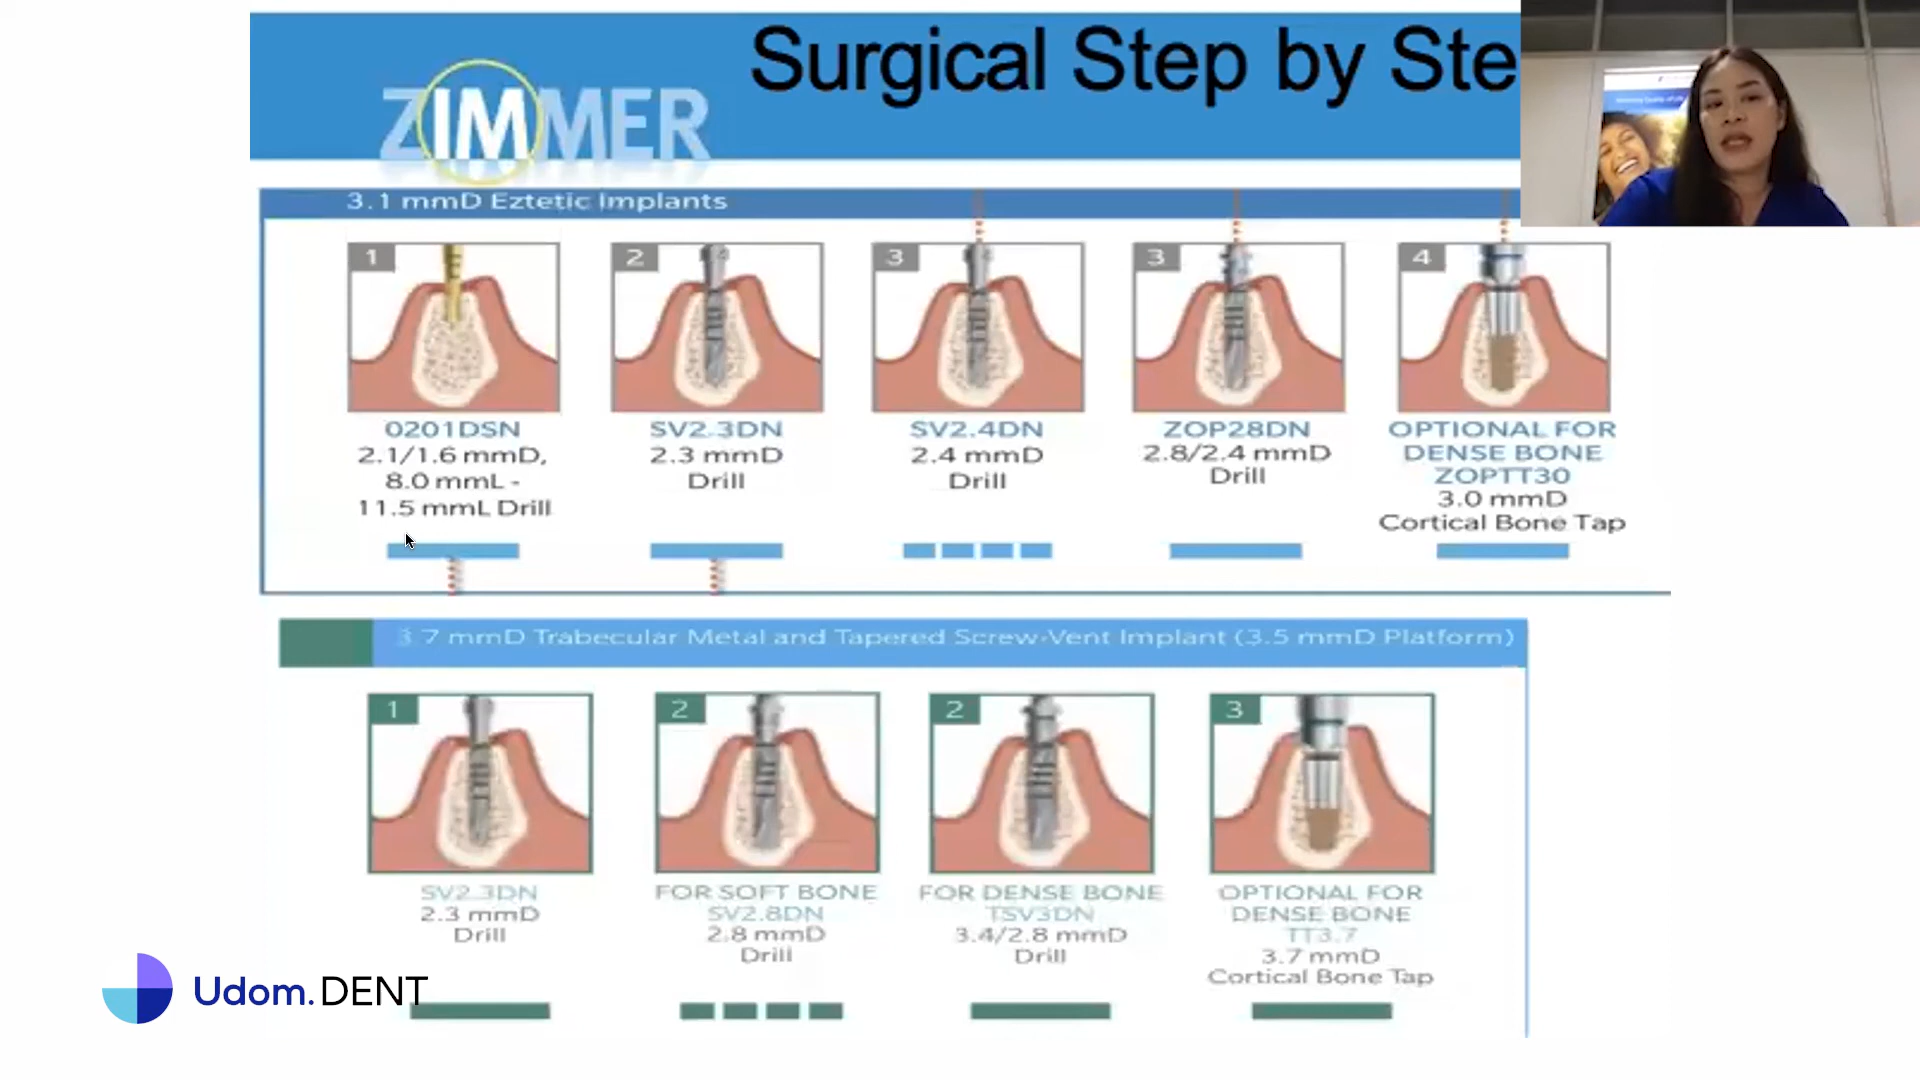 Surgical Step by Ste
ZIMMER
3.1 mmD Eztetic Implants
1
2
3
3
4
0201DSN
2.1/1.6 mmD,
8.0 mmL -
11.5 mmL Drill
SV2.3DN
2.3 mmD
Drill
SV2.4DN
2.4 mmD
Drill
ZOP28DN
2.8/2.4 mmD
Drill
OPTIONAL FOR
DENSE BONE
ZOPTT30
3.0 mmD
Cortical Bone Tap
3.7 mmD Trabecular Metal and Tapered Screw-Vent Implant (3.5 mmD Platform)
1
2
2
3
SV2.3DN
2.3 mmD
Drill
FOR SOFT BONE
SV2.8DN
2.8 mmD
Drill
FOR DENSE BONE
TSV3DN
3.4/2.8 mmD
Drill
OPTIONAL FOR
DENSE BONE
TT3.7
3.7 mmD
Cortical Bone Tap
Udom.DENT